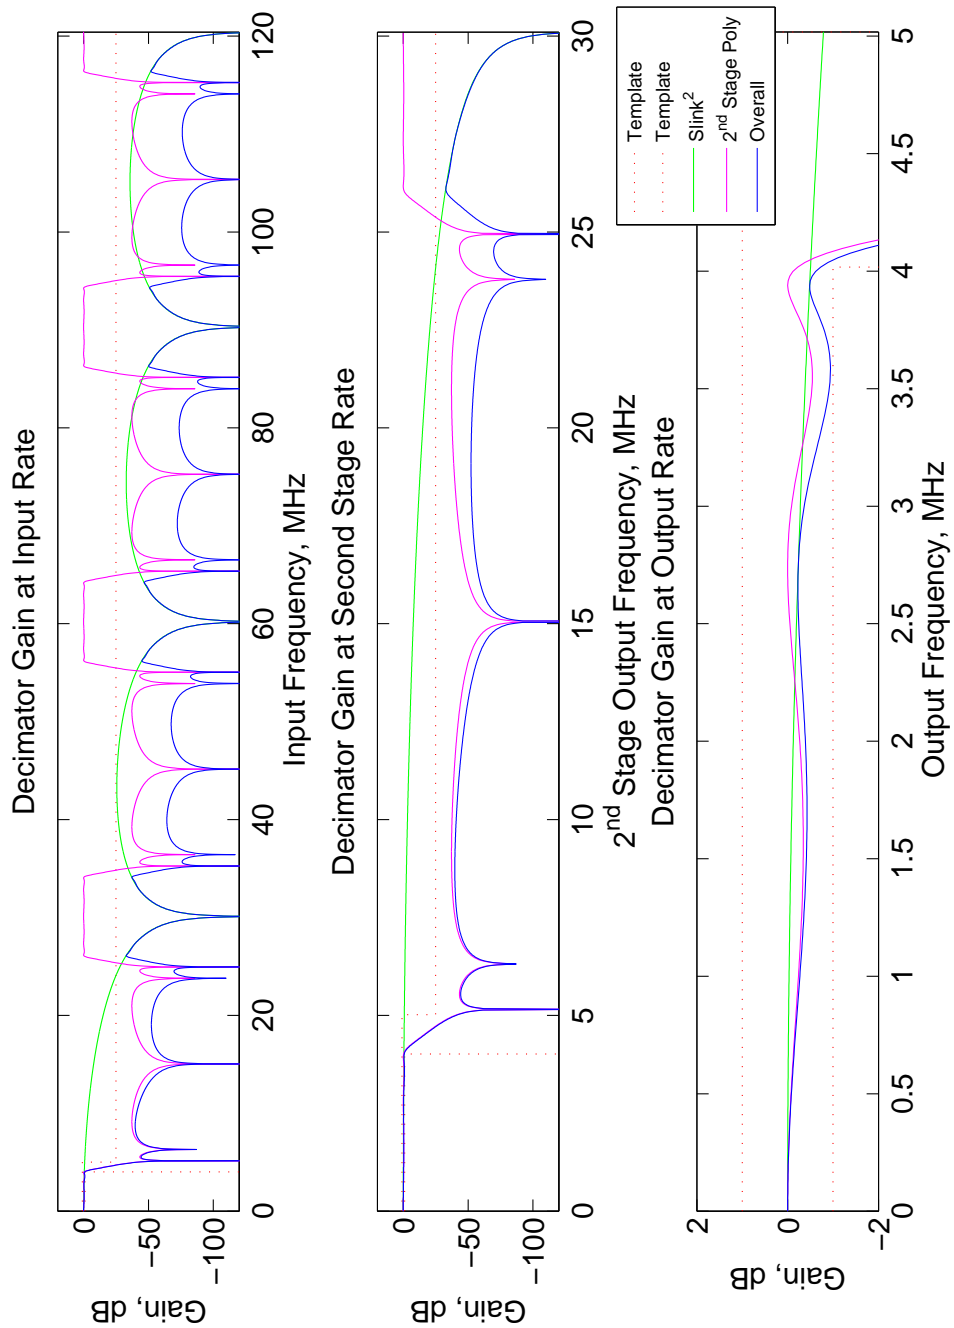 Decimator Gain at Input Rate
0
−50
−100
Gain, dB
0
20
40
60
80
100
120
Input Frequency, MHz
Decimator Gain at Second Stage Rate
0
−50
−100
Gain, dB
0
5
10
15
20
25
30
2nd Stage Output Frequency, MHz
Decimator Gain at Output Rate
2
0
−2
Gain, dB
0
0.5
1
1.5
2
2.5
3
3.5
4
4.5
5
Output Frequency, MHz
Template
Template
Slink2
2nd Stage Poly
Overall